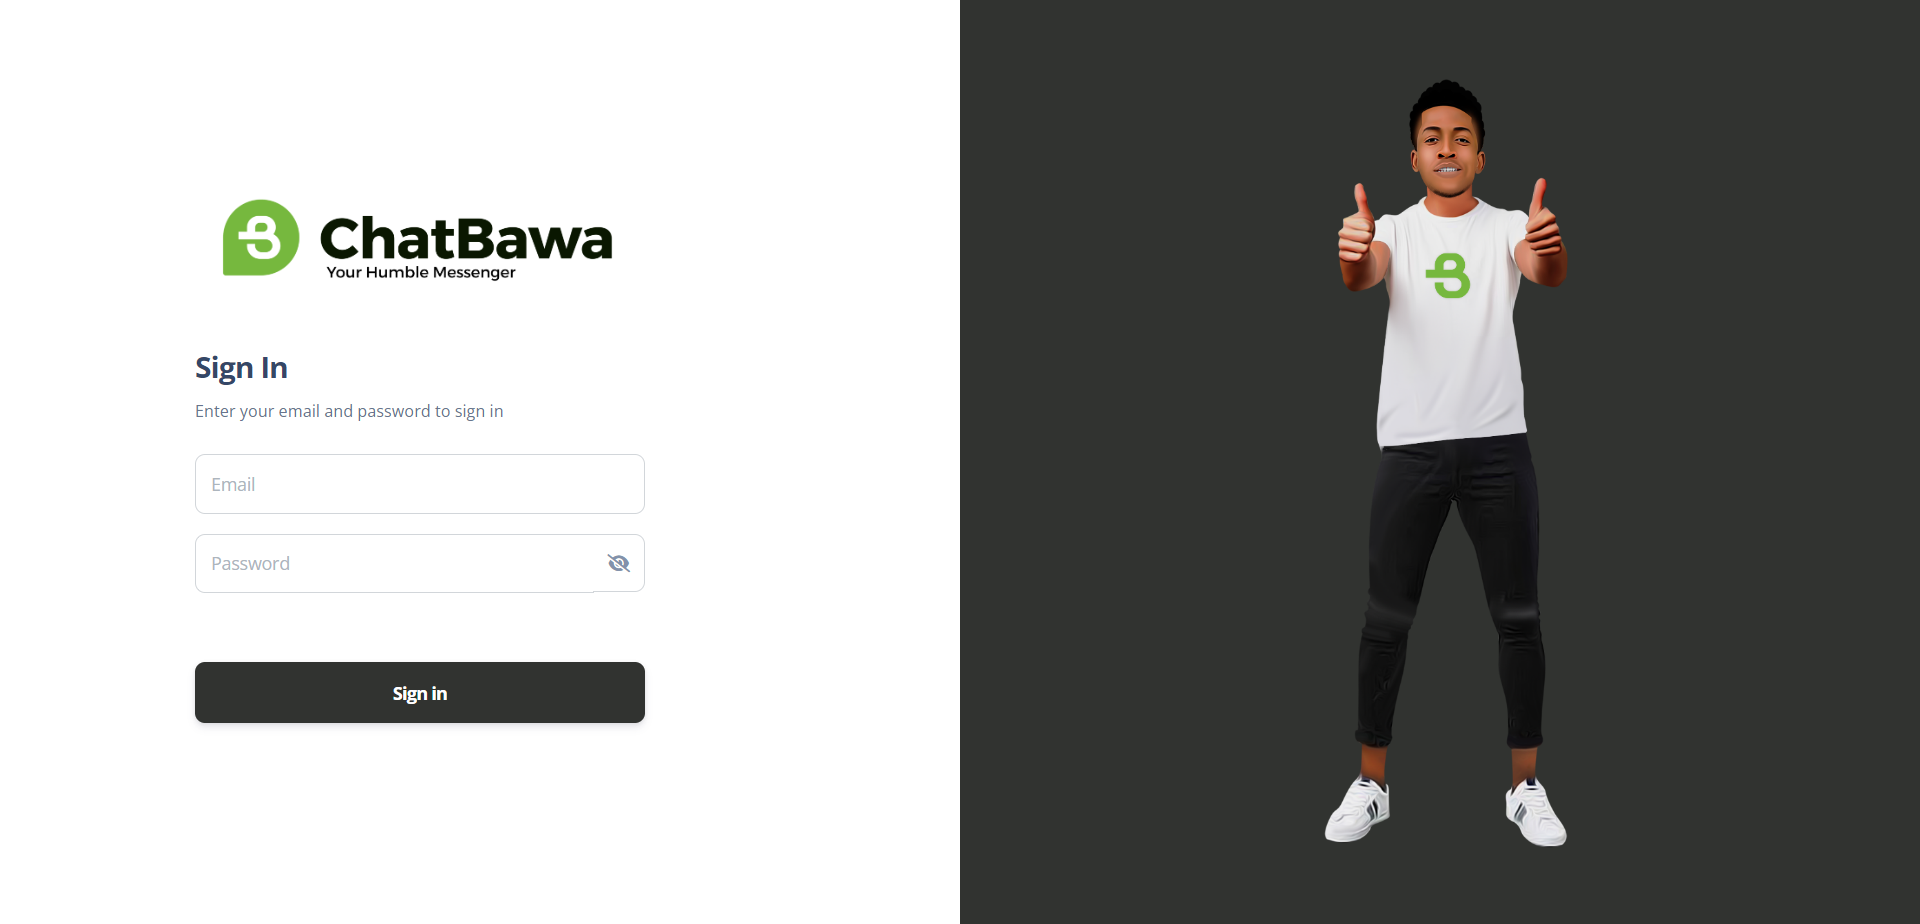 ChatBawa
Your Humble Messenger
Sign In
Enter your email and password to sign in
Email
Password
Sign in